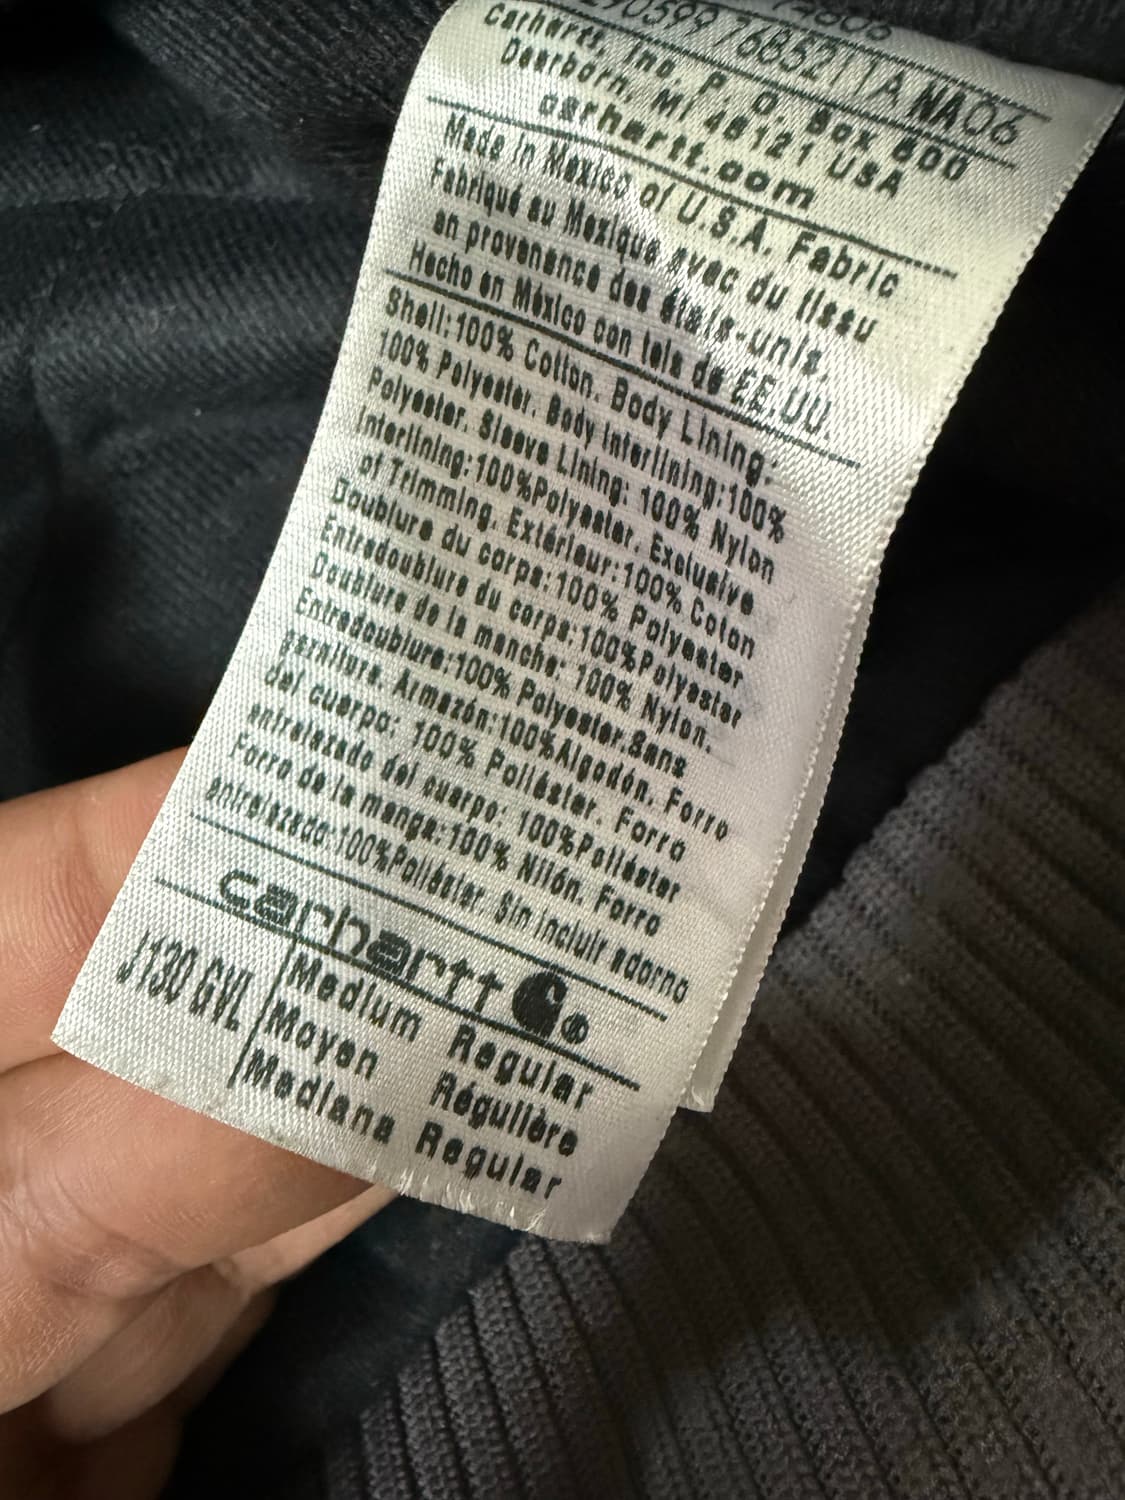 290599 768521 1A NA06
Carhartt, Inc. P. O. Box 600
Dearborn, MI 48121 USA
carhartt.com
Made in Mexico of U.S.A. Fabric
Fabriqué au Mexique avec du tissu
en provenance des états-unis.
Hecho en México con tela de EE.UU.
Shell:100% Cotton. Body Lining:
100% Polyester. Body Interlining:100%
Polyester. Sleeve Lining: 100% Nylon
Interlining:100%Polyester. Exclusive
of Trimming. Extérieur:100% Coton
Doublure du corps:100% Polyester
Entredoublure du corps:100%Polyester
Doublure de la manche: 100% Nylon.
Entredoublure:100% Polyester.Sans
garniture. Armazón:100%Algodón. Forro
del cuerpo: 100% Poliéster. Forro
entrelazado del cuerpo: 100%Poliéster
Forro de la manga:100% Nilón. Forro
entrelazado:100%Poliéster. Sin incluir adorno
carhartt ®
J130 GVL Medium Regular
Moyen Régulière
Mediana Regular